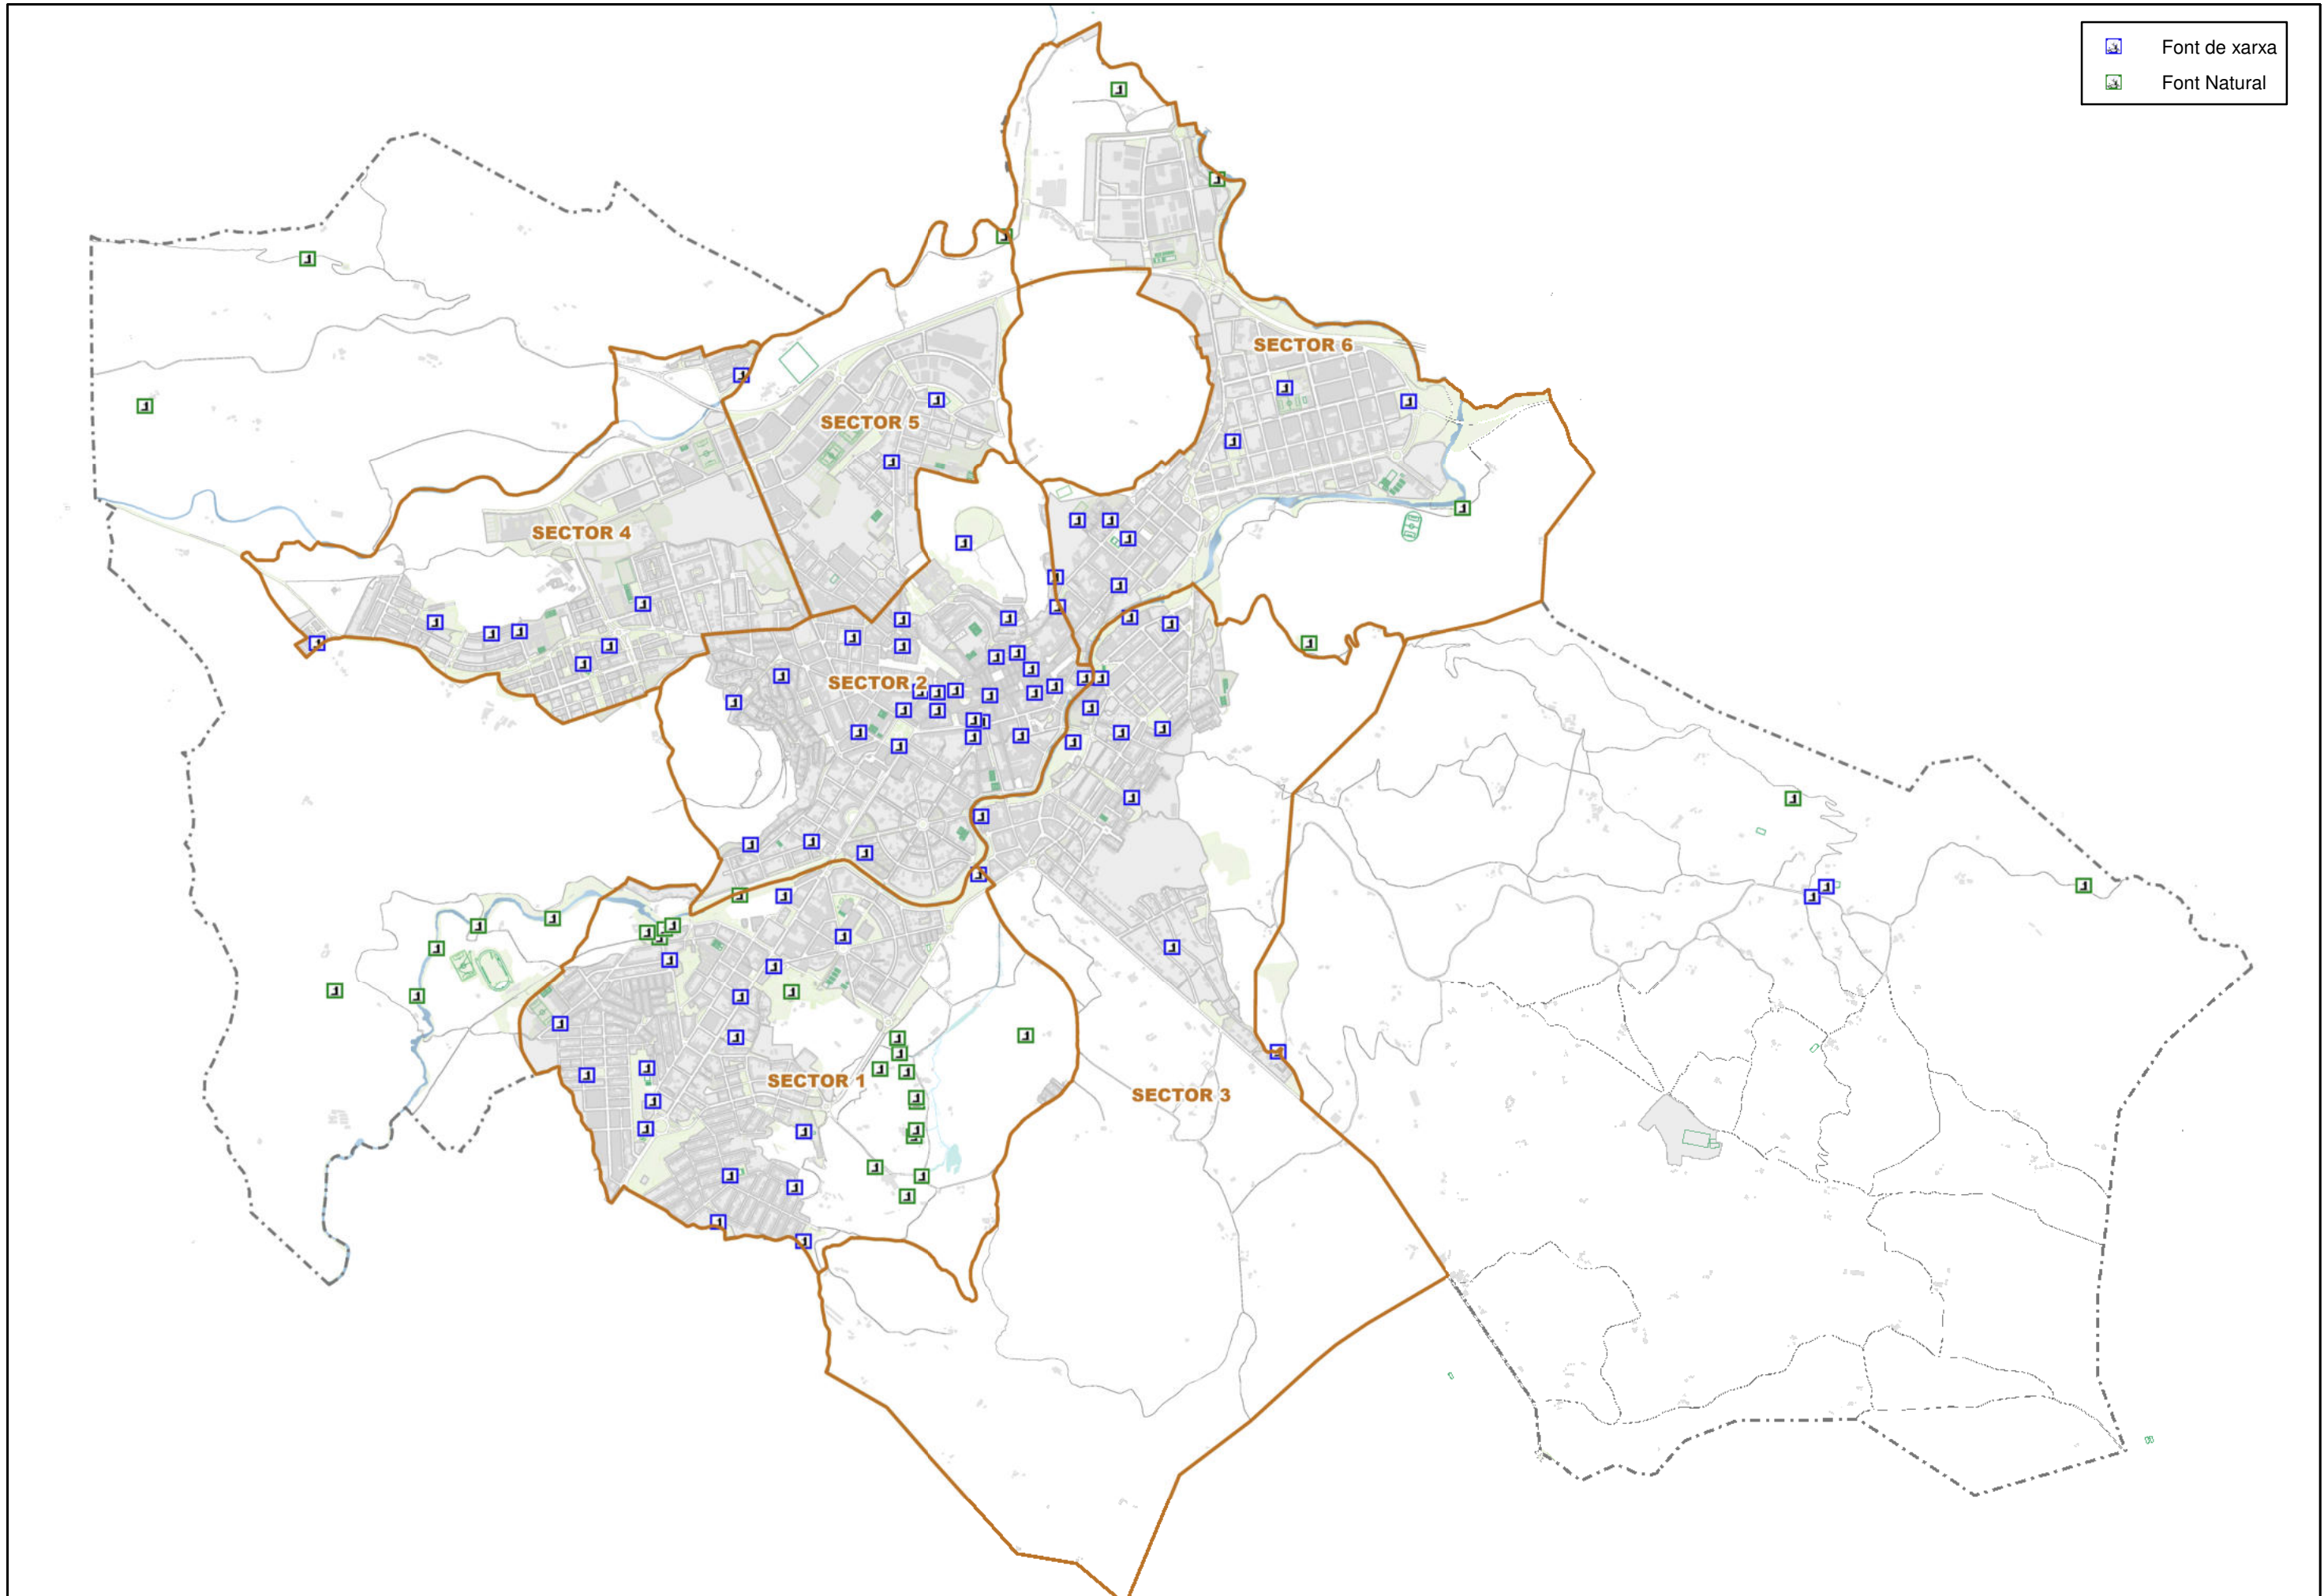 Font de xarxa
Font Natural
SECTOR 6
SECTOR 5
SECTOR 4
SECTOR 2
SECTOR 1
SECTOR 3